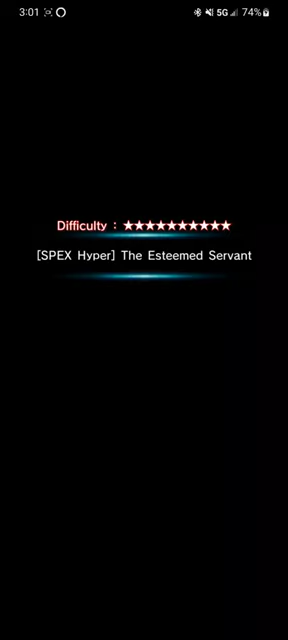 3:01 5G 74%
Difficulty : ★★★★★★★★★★
[SPEX Hyper] The Esteemed Servant